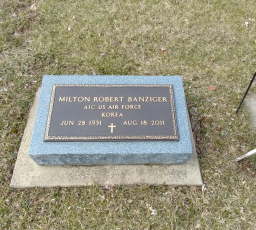 MILTON ROBERT BANZIGER
A1C US AIR FORCE
KOREA
JUN 28 1931 AUG 18 2011